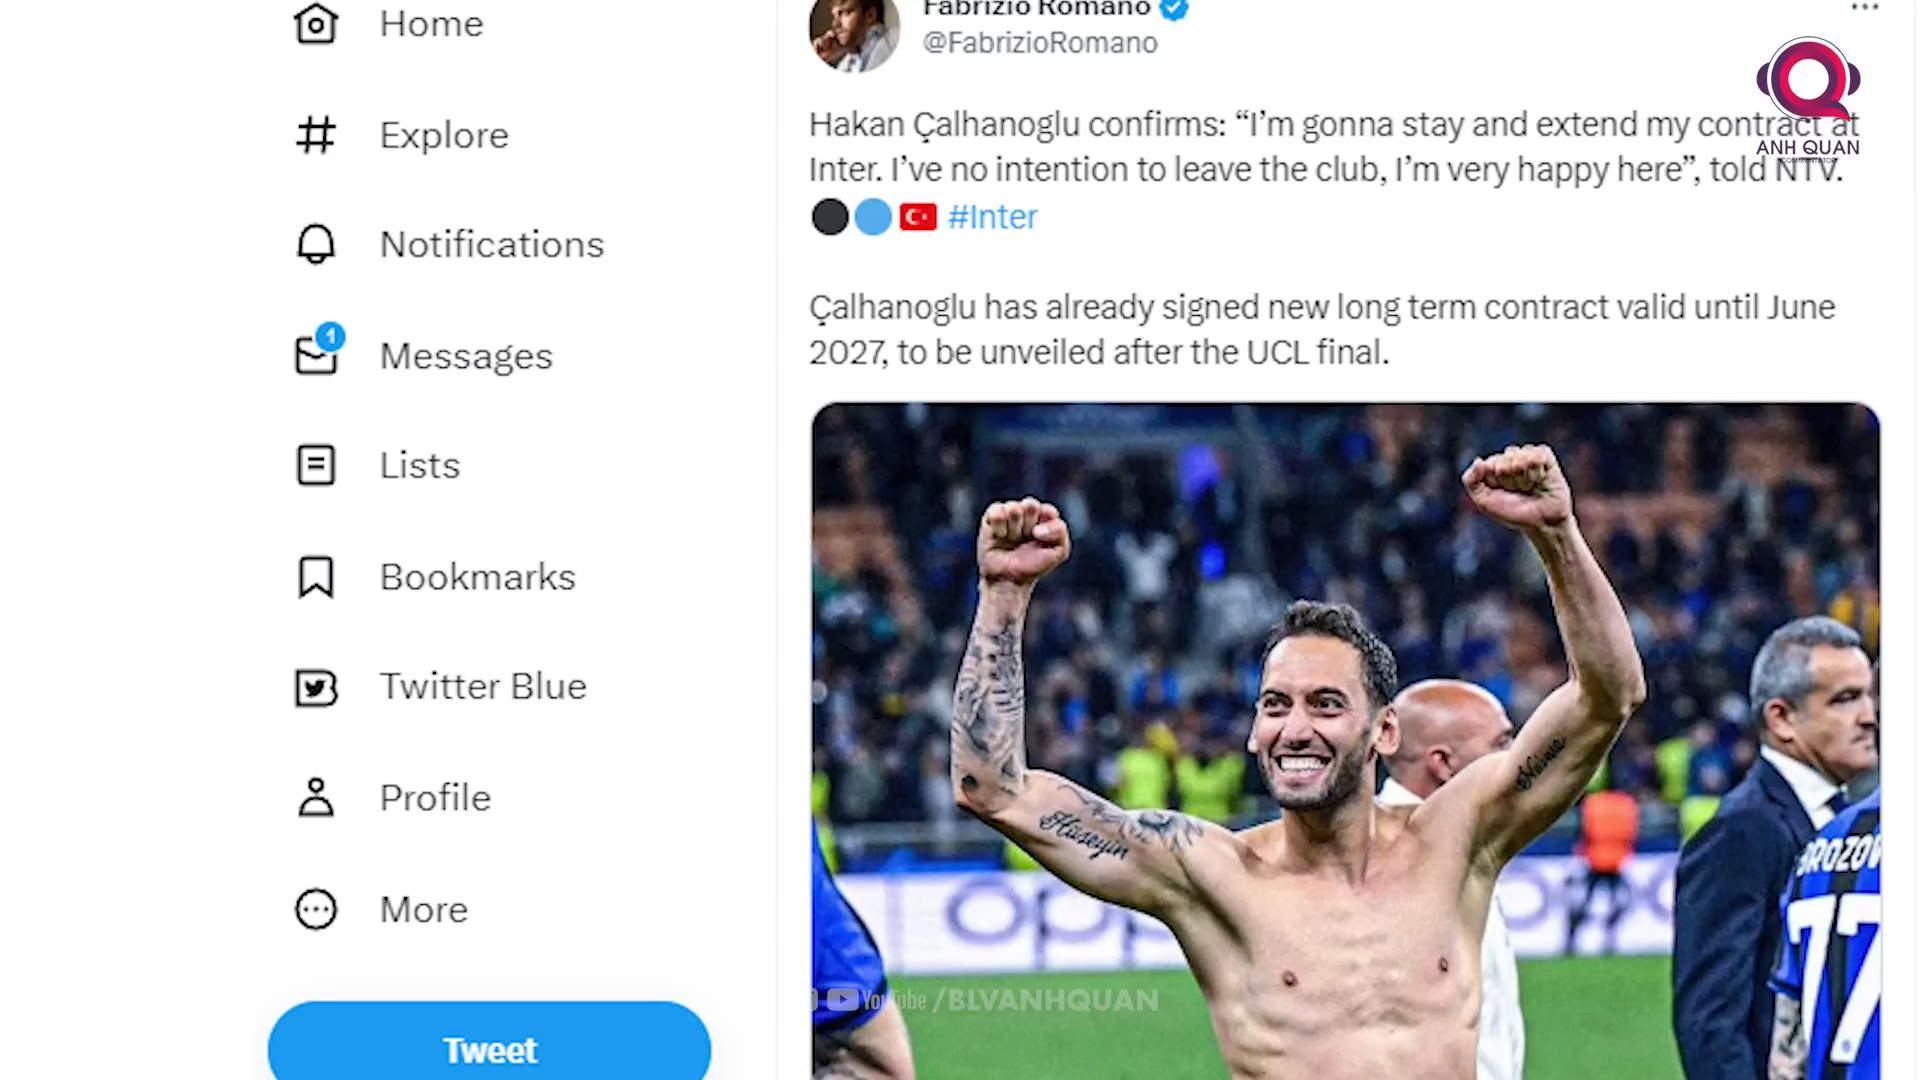 Home
Explore
Notifications
1
Messages
Lists
Bookmarks
Twitter Blue
Profile
More
Tweet
Fabrizio Romano
@FabrizioRomano
Hakan Çalhanoglu confirms: “I’m gonna stay and extend my contract at
Inter. I’ve no intention to leave the club, I’m very happy here”, told NTV.
#Inter
Çalhanoglu has already signed new long term contract valid until June
2027, to be unveiled after the UCL final.
ANH QUAN
COMMENTATOR
Huseyin
BROZOV
77
YouTube /BLVANHQUAN